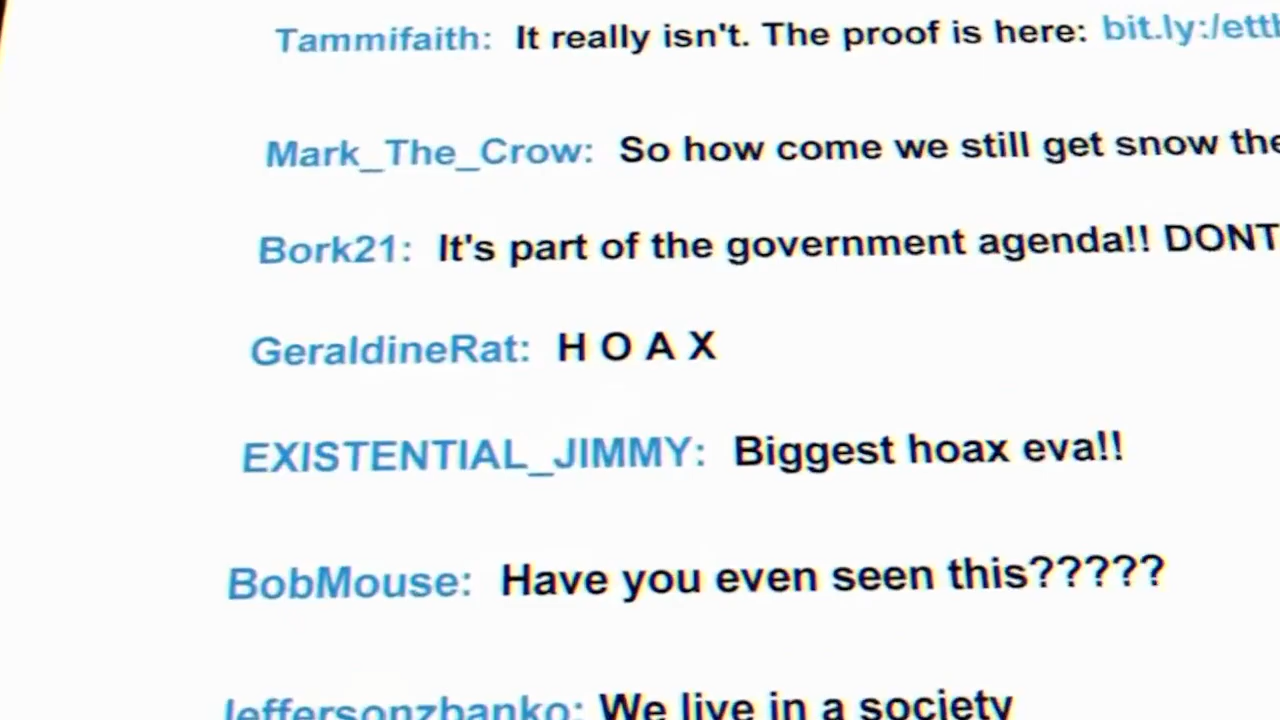 Tammifaith: It really isn't. The proof is here: bit.ly:/ett
Mark_The_Crow: So how come we still get snow the
Bork21: It's part of the government agenda!! DONT
GeraldineRat: H O A X
EXISTENTIAL_JIMMY: Biggest hoax eva!!
BobMouse: Have you even seen this?????
Jeffersonzbanko: We live in a society